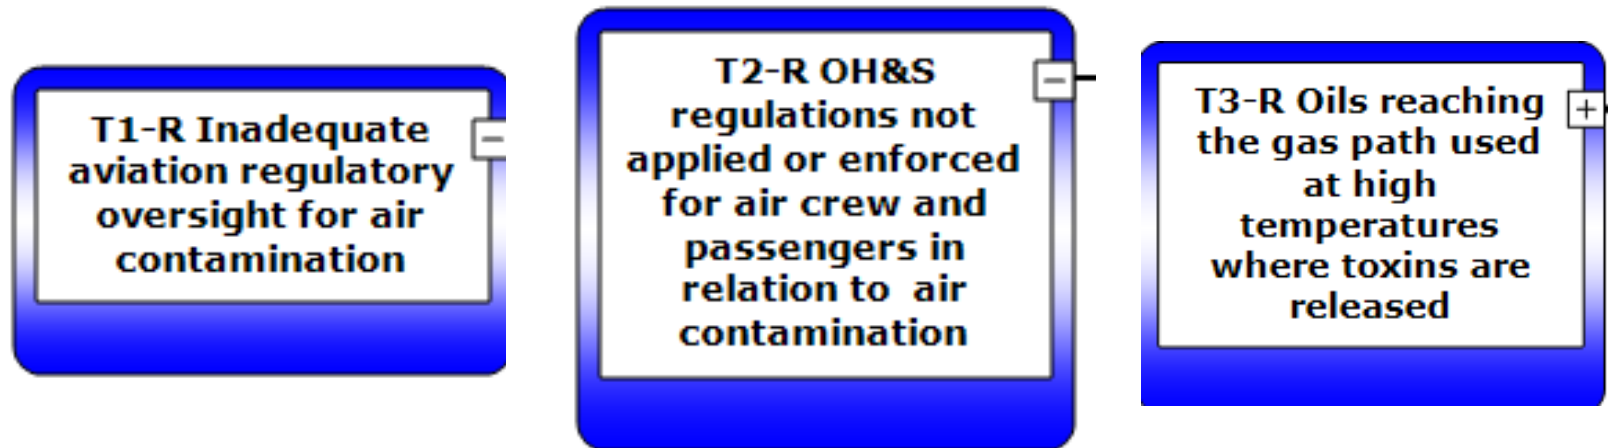 T1-R Inadequate
aviation regulatory
oversight for air
contamination
T2-R OH&S
regulations not
applied or enforced
for air crew and
passengers in
relation to  air
contamination
T3-R Oils reaching
the gas path used
at high
temperatures
where toxins are
released